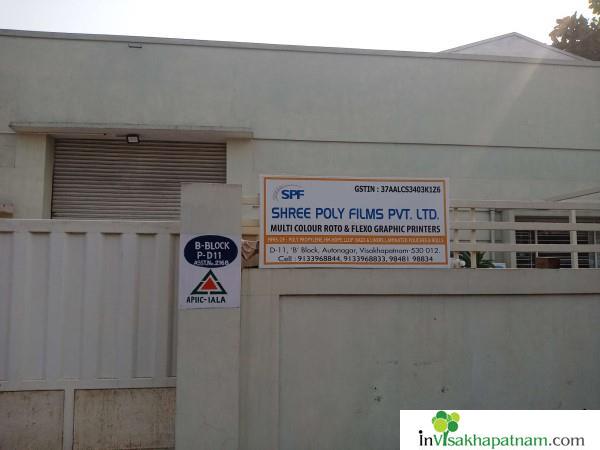 GSTIN : 37AALCS3403K1Z6
SPF
SHREE POLY FILMS PVT. LTD.
MULTI COLOUR ROTO & FLEXO GRAPHIC PRINTERS
D-11, 'B' Block, Autonagar, Visakhapatnam-530 012.
Cell : 9133968844, 9133968833, 98481 98834
B-BLOCK
P-D11
APIIC-IALA
inVisakhapatnam.com